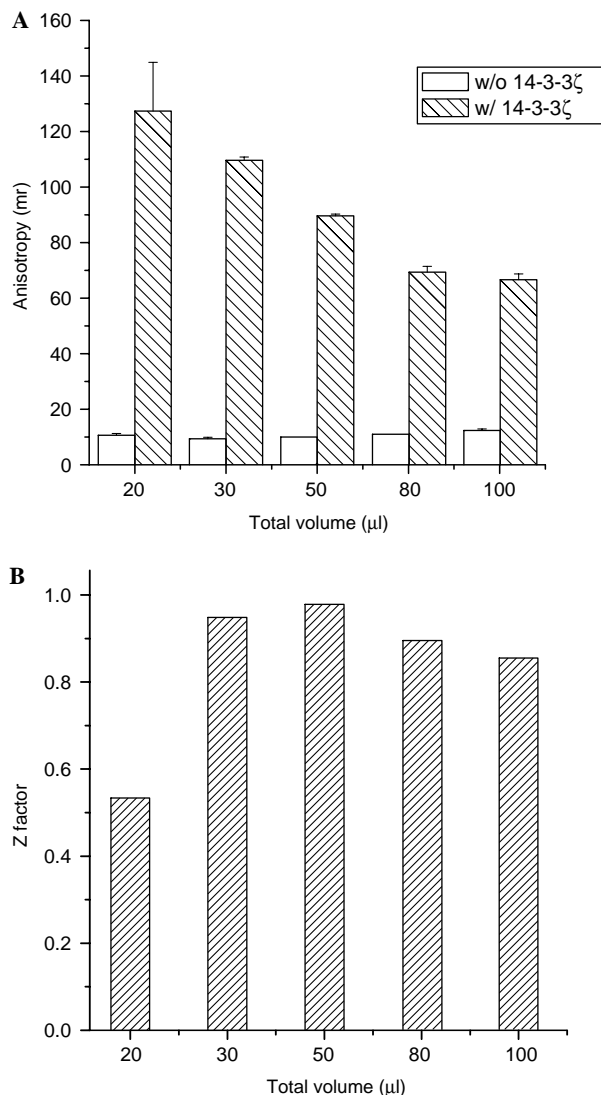 A
160
140
120
100
80
60
40
20
0
Anisotropy (mr)
w/o 14-3-3ζ
w/ 14-3-3ζ
20 30 50 80 100
Total volume (μl)
B
1.0
0.8
0.6
0.4
0.2
0.0
Z factor
20 30 50 80 100
Total volume (μl)